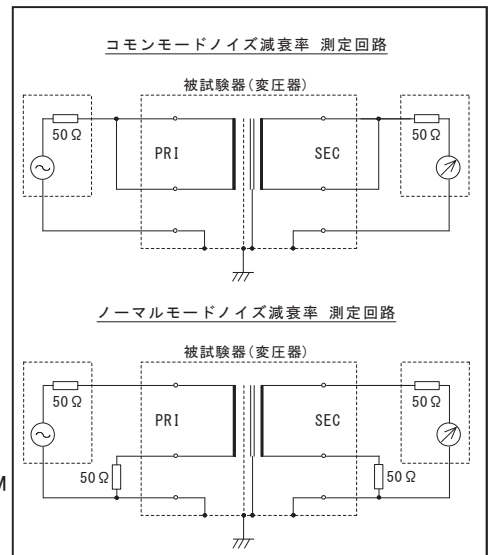 コモンモードノイズ減衰率 測定回路
被試験器(変圧器)
50Ω
50Ω
PRI
SEC
ノーマルモードノイズ減衰率 測定回路
被試験器(変圧器)
50Ω
50Ω
PRI
SEC
50Ω
50Ω
M